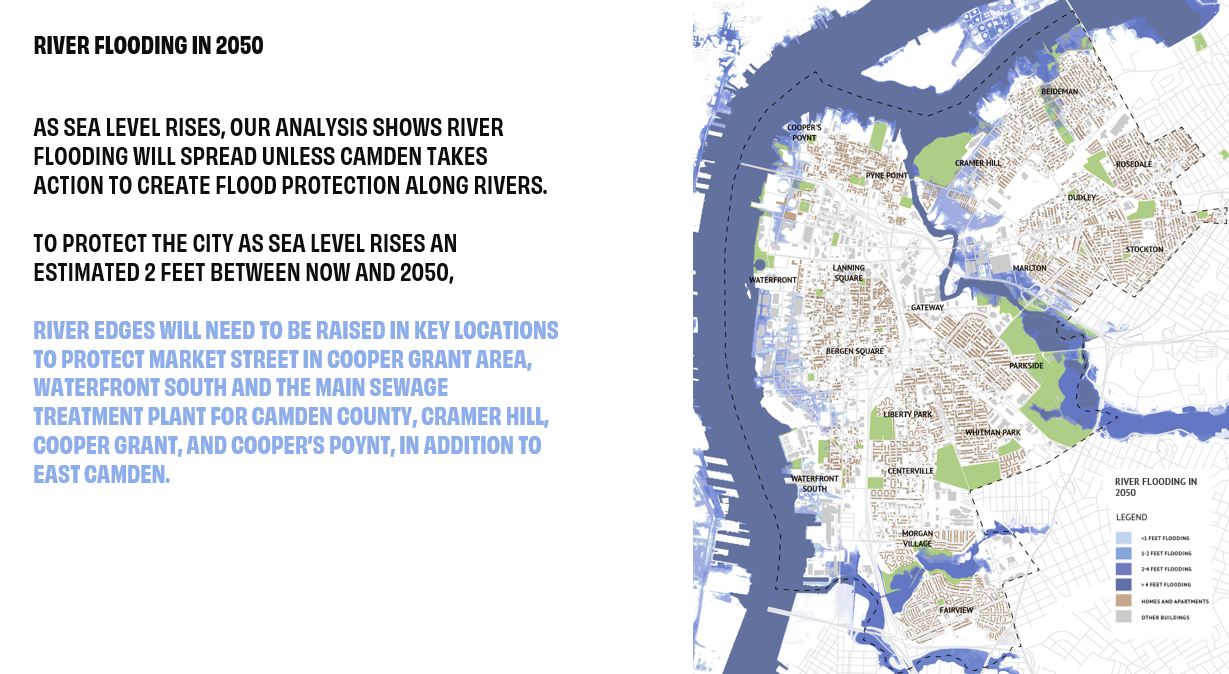 RIVER FLOODING IN 2050
AS SEA LEVEL RISES, OUR ANALYSIS SHOWS RIVER
FLOODING WILL SPREAD UNLESS CAMDEN TAKES
ACTION TO CREATE FLOOD PROTECTION ALONG RIVERS.
TO PROTECT THE CITY AS SEA LEVEL RISES AN
ESTIMATED 2 FEET BETWEEN NOW AND 2050,
RIVER EDGES WILL NEED TO BE RAISED IN KEY LOCATIONS
TO PROTECT MARKET STREET IN COOPER GRANT AREA,
WATERFRONT SOUTH AND THE MAIN SEWAGE
TREATMENT PLANT FOR CAMDEN COUNTY, CRAMER HILL,
COOPER GRANT, AND COOPER'S POYNT, IN ADDITION TO
EAST CAMDEN.
BEIDEMAN
COOPER'S
POYNT
CRAMER HILL
ROSEDALE
PYNE POINT
DUDLEY
STOCKTON
LANNING
SQUARE
MARLTON
WATERFRONT
GATEWAY
BERGEN SQUARE
PARKSIDE
LIBERTY PARK
WHITMAN PARK
CENTERVILLE
WATERFRONT
SOUTH
MORGAN
VILLAGE
FAIRVIEW
RIVER FLOODING IN
2050
LEGEND
<1 FEET FLOODING
1-2 FEET FLOODING
2-4 FEET FLOODING
> 4 FEET FLOODING
HOMES AND APARTMENTS
OTHER BUILDINGS